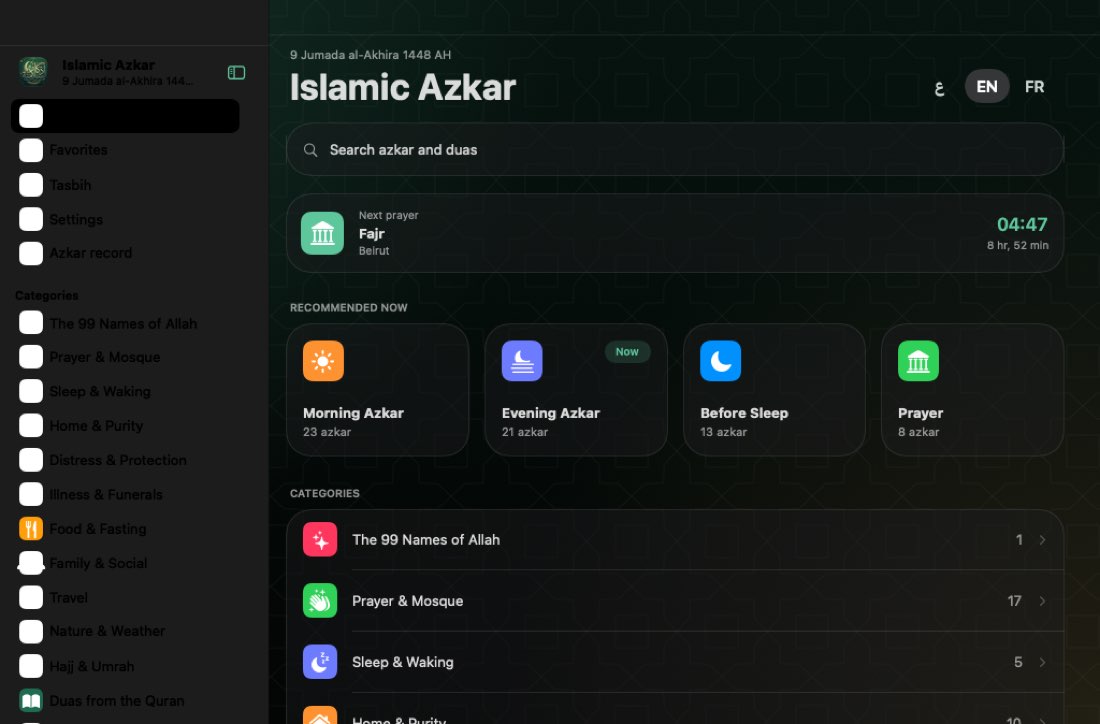 Islamic Azkar
9 Jumada al-Akhira 144...
Favorites
Tasbih
Settings
Azkar record
Categories
The 99 Names of Allah
Prayer & Mosque
Sleep & Waking
Home & Purity
Distress & Protection
Illness & Funerals
Food & Fasting
Family & Social
Travel
Nature & Weather
Hajj & Umrah
Duas from the Quran
9 Jumada al-Akhira 1448 AH
Islamic Azkar
ع EN FR
Search azkar and duas
Next prayer
Fajr
Beirut
04:47
8 hr, 52 min
RECOMMENDED NOW
Morning Azkar
23 azkar
Now
Evening Azkar
21 azkar
Before Sleep
13 azkar
Prayer
8 azkar
CATEGORIES
The 99 Names of Allah 1
Prayer & Mosque 17
Sleep & Waking 5
Home & Purity 10